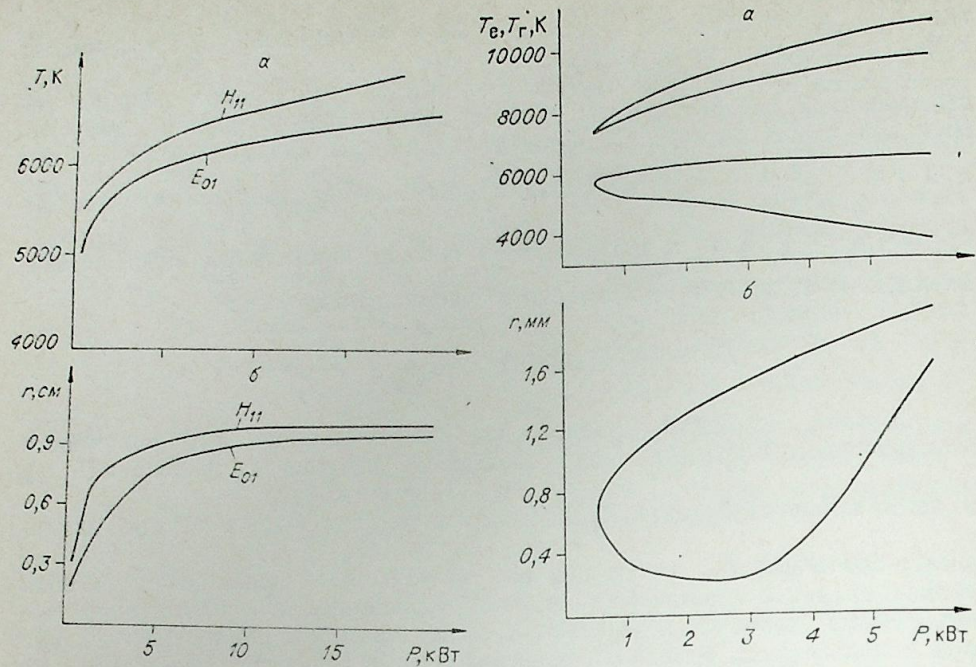 T, К
а
H₁₁
E₀₁
6000
5000
4000
б
r, см
H₁₁
E₀₁
0,9
0,6
0,3
5
10
15
P, кВт
Tₑ, Tᵣ, К
а
10000
8000
6000
4000
б
r, мм
1,6
1,2
0,8
0,4
1
2
3
4
5
P, кВт